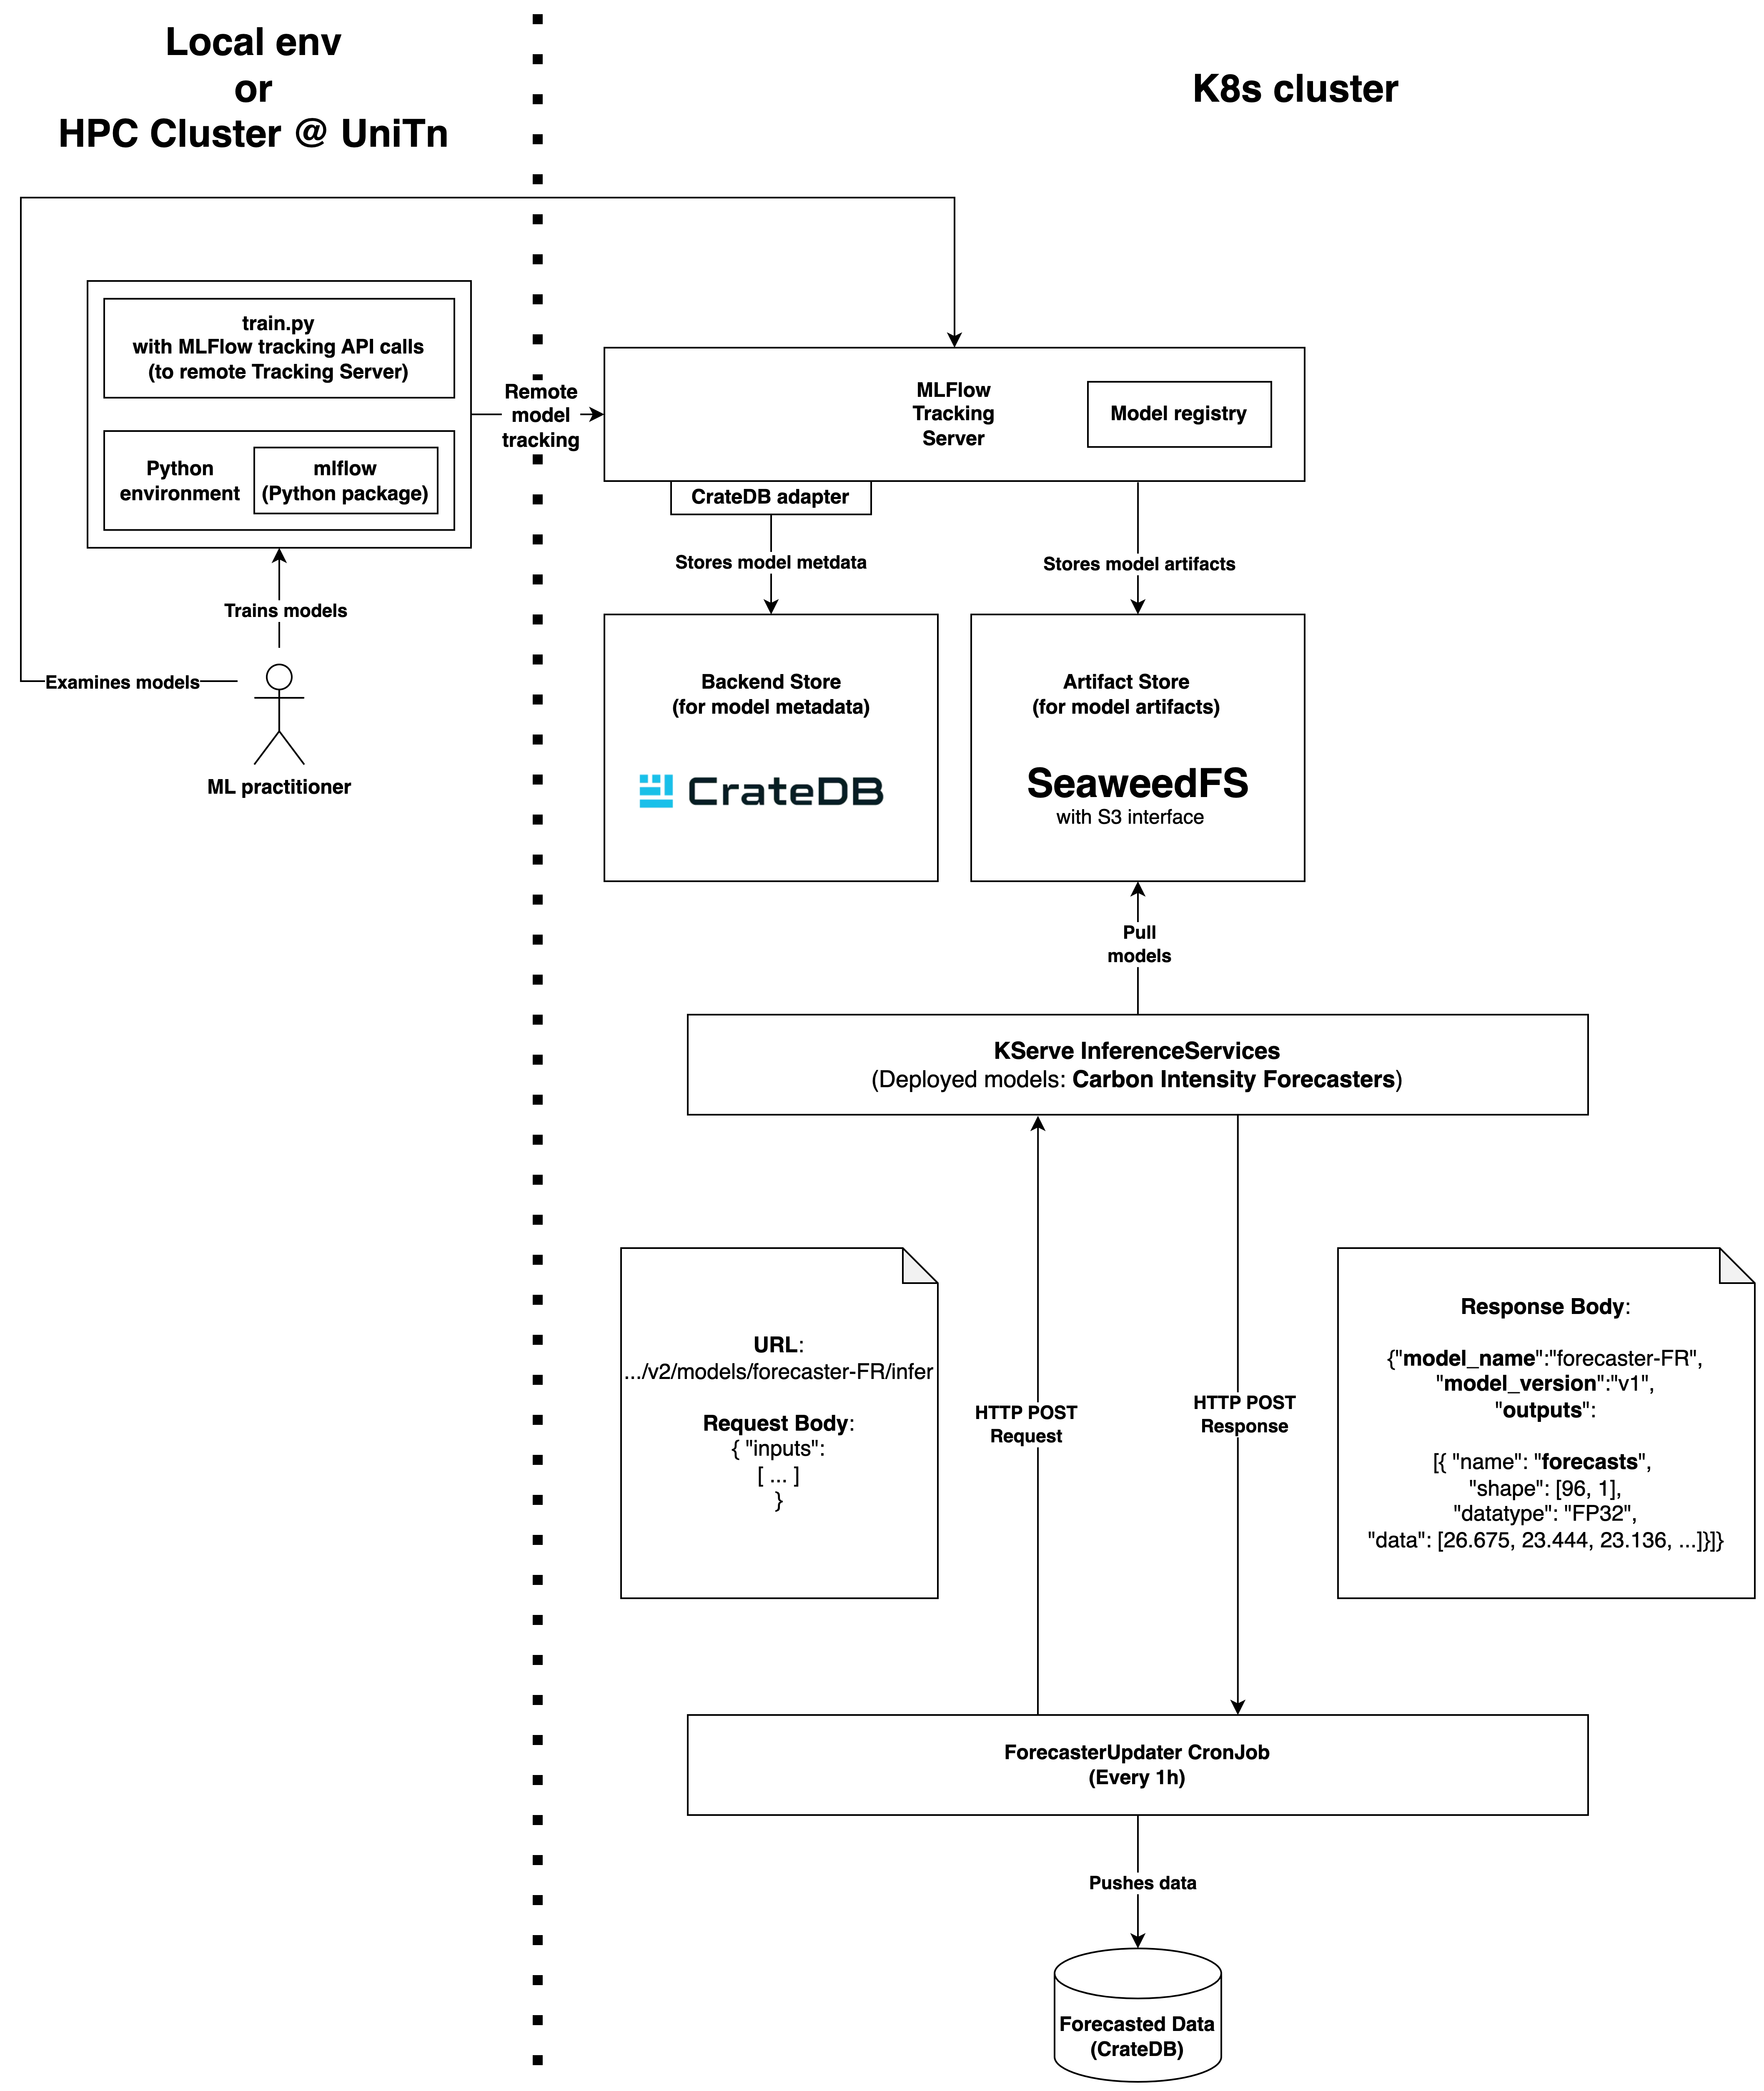 Local env
or
HPC Cluster @ UniTn
K8s cluster
train.py
with MLFlow tracking API calls
(to remote Tracking Server)
Python
environment
mlflow
(Python package)
Remote
model
tracking
MLFlow
Tracking
Server
Model registry
CrateDB adapter
Stores model metdata
Stores model artifacts
Trains models
Examines models
ML practitioner
Backend Store
(for model metadata)
CrateDB
Artifact Store
(for model artifacts)
SeaweedFS
with S3 interface
Pull
models
KServe InferenceServices
(Deployed models: Carbon Intensity Forecasters)
URL:
.../v2/models/forecaster-FR/infer
Request Body:
{ "inputs":
[ ... ]
}
HTTP POST
Request
HTTP POST
Response
Response Body:
{"model_name":"forecaster-FR",
"model_version":"v1",
"outputs":
[{ "name": "forecasts",
"shape": [96, 1],
"datatype": "FP32",
"data": [26.675, 23.444, 23.136, ...]}]}
ForecasterUpdater CronJob
(Every 1h)
Pushes data
Forecasted Data
(CrateDB)